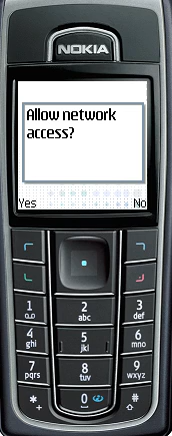 NOKIA
Allow network
access?
Yes No
1 2 abc 3 def
4 ghi 5 jkl 6 mno
7 pqrs 8 tuv 9 wxyz
* + 0 #